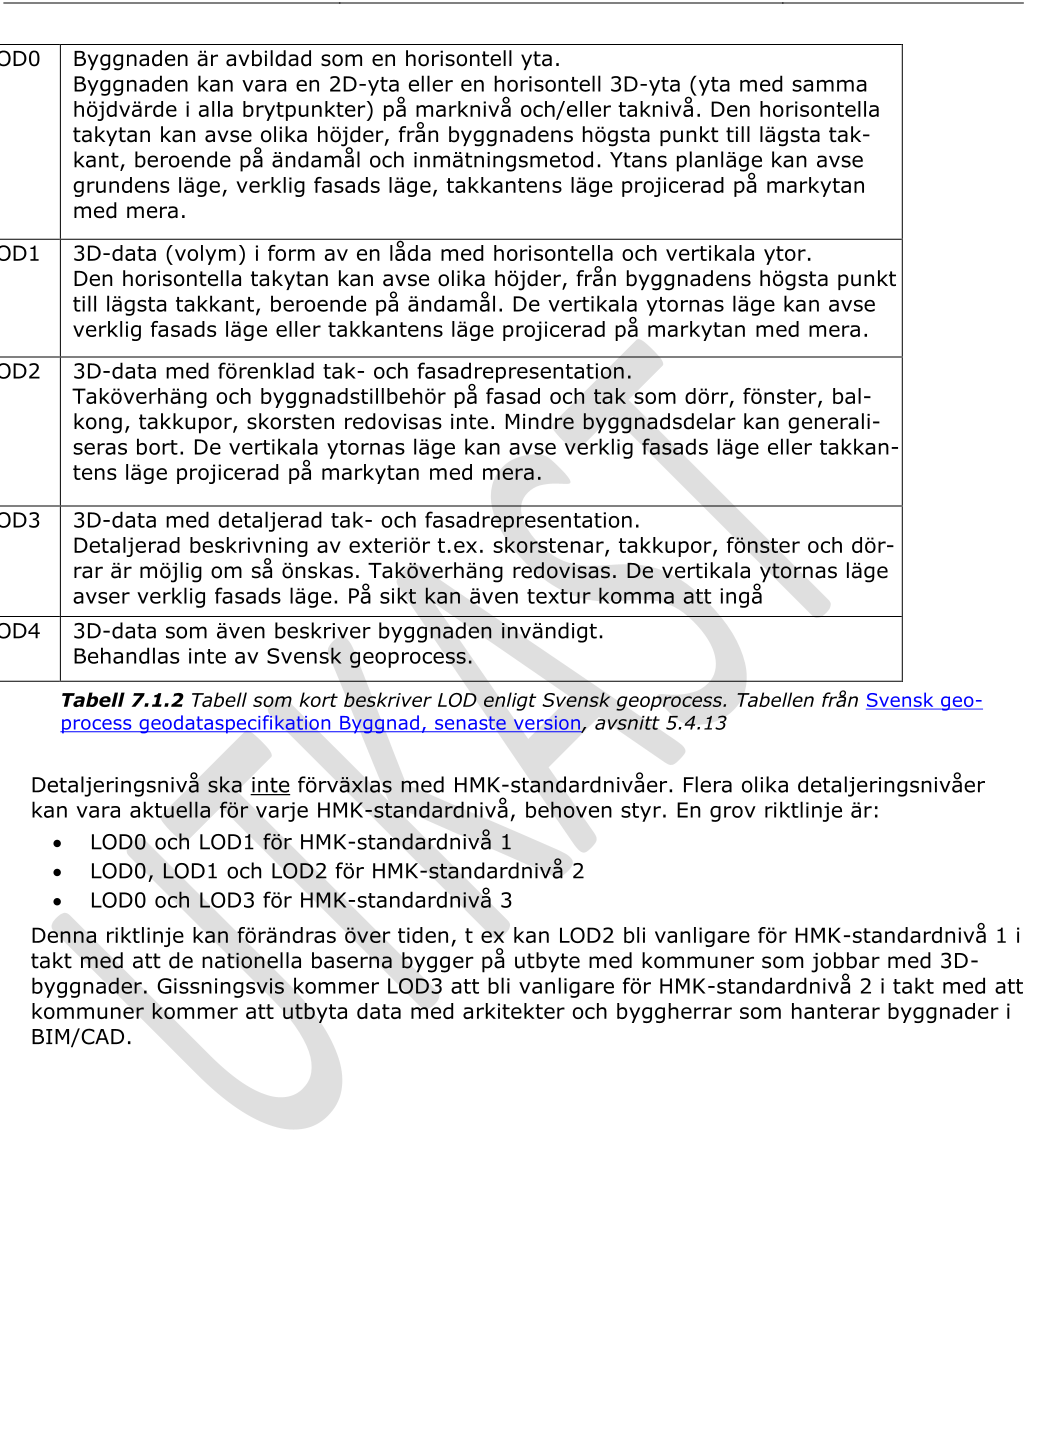 OD0 Byggnaden är avbildad som en horisontell yta.
Byggnaden kan vara en 2D-yta eller en horisontell 3D-yta (yta med samma
höjdvärde i alla brytpunkter) på marknivå och/eller taknivå. Den horisontella
takytan kan avse olika höjder, från byggnadens högsta punkt till lägsta tak-
kant, beroende på ändamål och inmätningsmetod. Ytans planläge kan avse
grundens läge, verklig fasads läge, takkantens läge projicerad på markytan
med mera.
OD1 3D-data (volym) i form av en låda med horisontella och vertikala ytor.
Den horisontella takytan kan avse olika höjder, från byggnadens högsta punkt
till lägsta takkant, beroende på ändamål. De vertikala ytornas läge kan avse
verklig fasads läge eller takkantens läge projicerad på markytan med mera.
OD2 3D-data med förenklad tak- och fasadrepresentation.
Taköverhäng och byggnadstillbehör på fasad och tak som dörr, fönster, bal-
kong, takkupor, skorsten redovisas inte. Mindre byggnadsdelar kan generali-
seras bort. De vertikala ytornas läge kan avse verklig fasads läge eller takkan-
tens läge projicerad på markytan med mera.
OD3 3D-data med detaljerad tak- och fasadrepresentation.
Detaljerad beskrivning av exteriör t.ex. skorstenar, takkupor, fönster och dör-
rar är möjlig om så önskas. Taköverhäng redovisas. De vertikala ytornas läge
avser verklig fasads läge. På sikt kan även textur komma att ingå
OD4 3D-data som även beskriver byggnaden invändigt.
Behandlas inte av Svensk geoprocess.
Tabell 7.1.2 Tabell som kort beskriver LOD enligt Svensk geoprocess. Tabellen från Svensk geo-
process geodataspecifikation Byggnad, senaste version, avsnitt 5.4.13
Detaljeringsnivå ska inte förväxlas med HMK-standardnivåer. Flera olika detaljeringsnivåer
kan vara aktuella för varje HMK-standardnivå, behoven styr. En grov riktlinje är:
• LOD0 och LOD1 för HMK-standardnivå 1
• LOD0, LOD1 och LOD2 för HMK-standardnivå 2
• LOD0 och LOD3 för HMK-standardnivå 3
Denna riktlinje kan förändras över tiden, t ex kan LOD2 bli vanligare för HMK-standardnivå 1 i
takt med att de nationella baserna bygger på utbyte med kommuner som jobbar med 3D-
byggnader. Gissningsvis kommer LOD3 att bli vanligare för HMK-standardnivå 2 i takt med att
kommuner kommer att utbyta data med arkitekter och byggherrar som hanterar byggnader i
BIM/CAD.
UTKAST